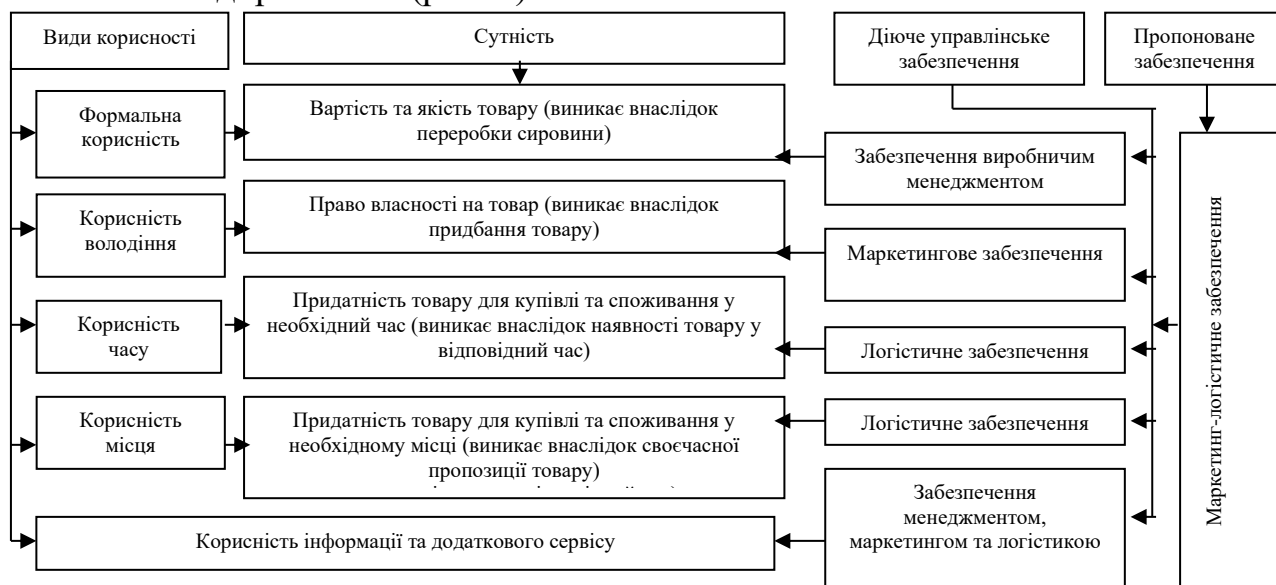 Види корисності
Сутність
Діюче управлінське
забезпечення
Пропоноване
забезпечення
Формальна
корисність
Вартість та якість товару (виникає внаслідок
переробки сировини)
Забезпечення виробничим
менеджментом
Корисність
володіння
Право власності на товар (виникає внаслідок
придбання товару)
Маркетингове забезпечення
Корисність
часу
Придатність товару для купівлі та споживання у
необхідний час (виникає внаслідок наявності товару у
відповідний час)
Логістичне забезпечення
Корисність
місця
Придатність товару для купівлі та споживання у
необхідному місці (виникає внаслідок своєчасної
пропозиції товару)
Логістичне забезпечення
Корисність інформації та додаткового сервісу
Забезпечення
менеджментом,
маркетингом та логістикою
Маркетинг-логістичне забезпечення